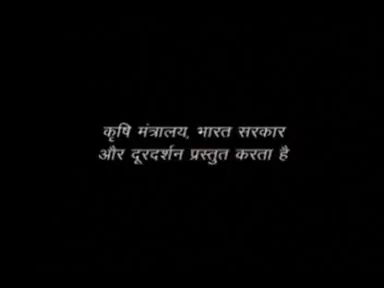 कृषि मंत्रालय, भारत सरकार
और दूरदर्शन प्रस्तुत करता है